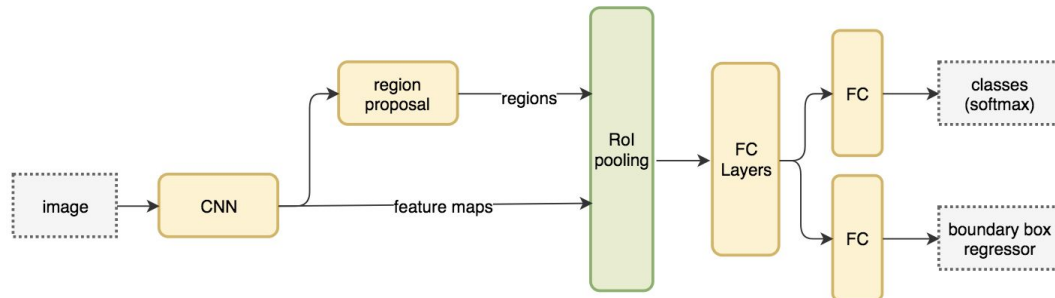 image
CNN
region
proposal
regions
feature maps
RoI
pooling
FC
Layers
FC
classes
(softmax)
FC
boundary box
regressor